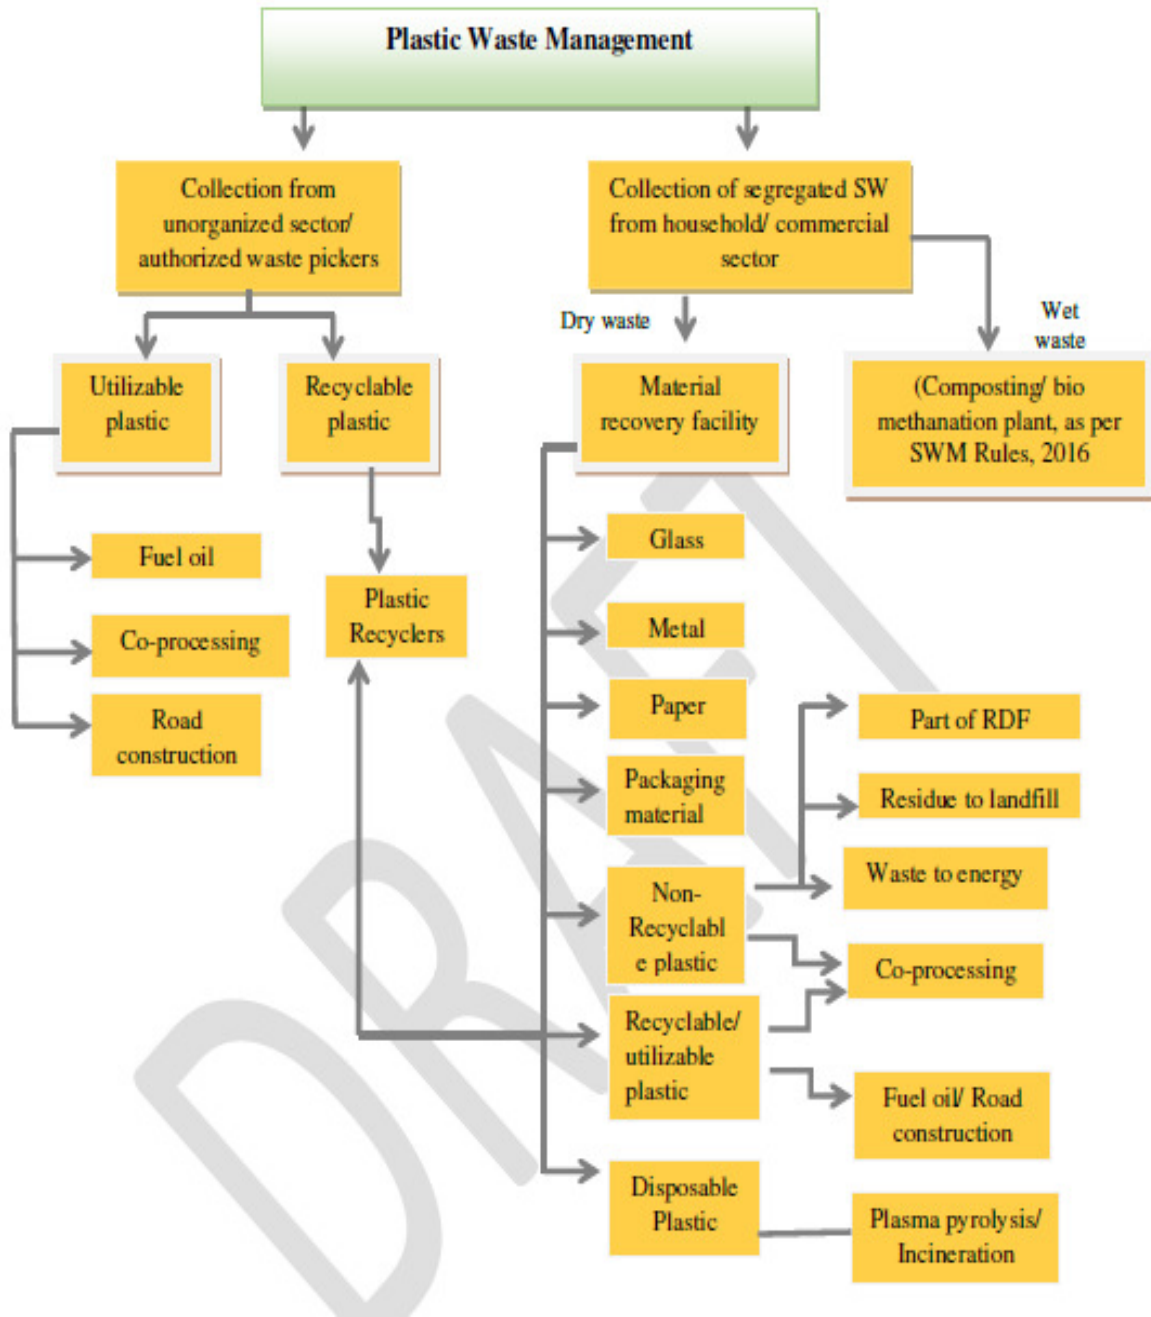 Plastic Waste Management
Collection from
unorganized sector/
authorized waste pickers
Collection of segregated SW
from household/ commercial
sector
Dry waste
Wet
waste
Utilizable
plastic
Recyclable
plastic
Material
recovery facility
(Composting/ bio
methanation plant, as per
SWM Rules, 2016
Fuel oil
Co-processing
Road
construction
Plastic
Recyclers
Glass
Metal
Paper
Packaging
material
Non-
Recyclabl
e plastic
Recyclable/
utilizable
plastic
Disposable
Plastic
Part of RDF
Residue to landfill
Waste to energy
Co-processing
Fuel oil/ Road
construction
Plasma pyrolysis/
Incineration
DRAFT